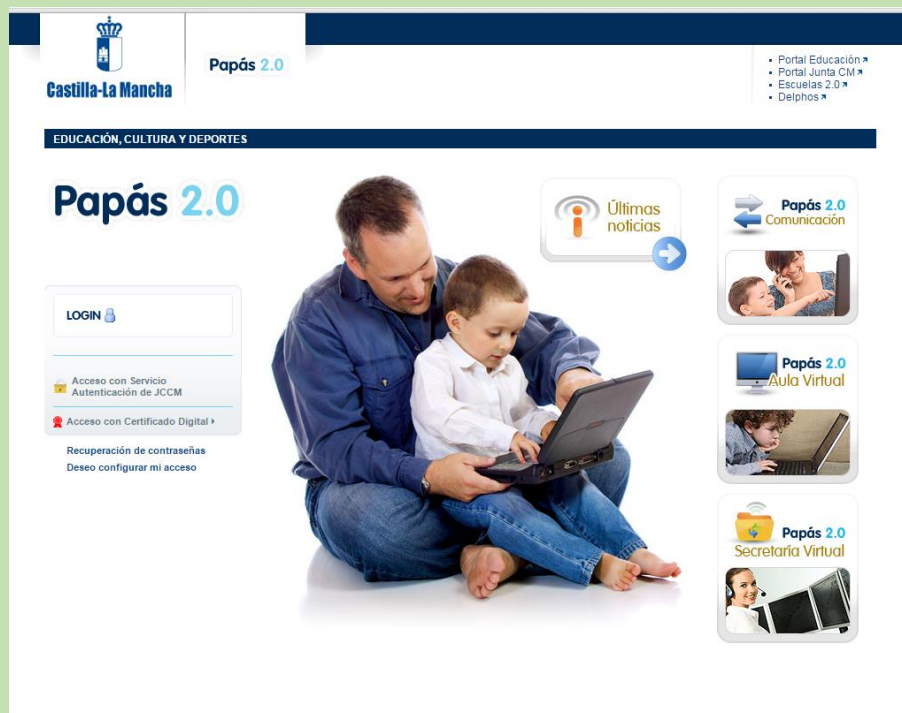 Castilla-La Mancha
Papás 2.0
Portal Educación
Portal Junta CM
Escuelas 2.0
Delphos
EDUCACIÓN, CULTURA Y DEPORTES
Papás 2.0
LOGIN
Acceso con Servicio
Autenticación de JCCM
Acceso con Certificado Digital
Recuperación de contraseñas
Deseo configurar mi acceso
Últimas
noticias
Papás 2.0
Comunicación
Papás 2.0
Aula Virtual
Papás 2.0
Secretaría Virtual